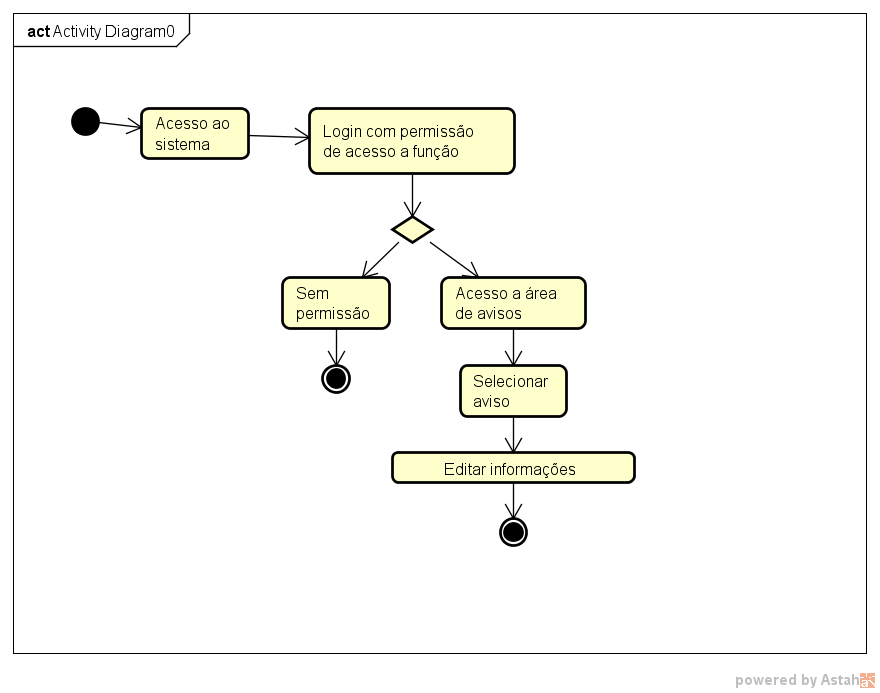 act Activity Diagram0
Acesso ao
sistema
Login com permissão
de acesso a função
Sem
permissão
Acesso a área
de avisos
Selecionar
aviso
Editar informações
powered by Astah